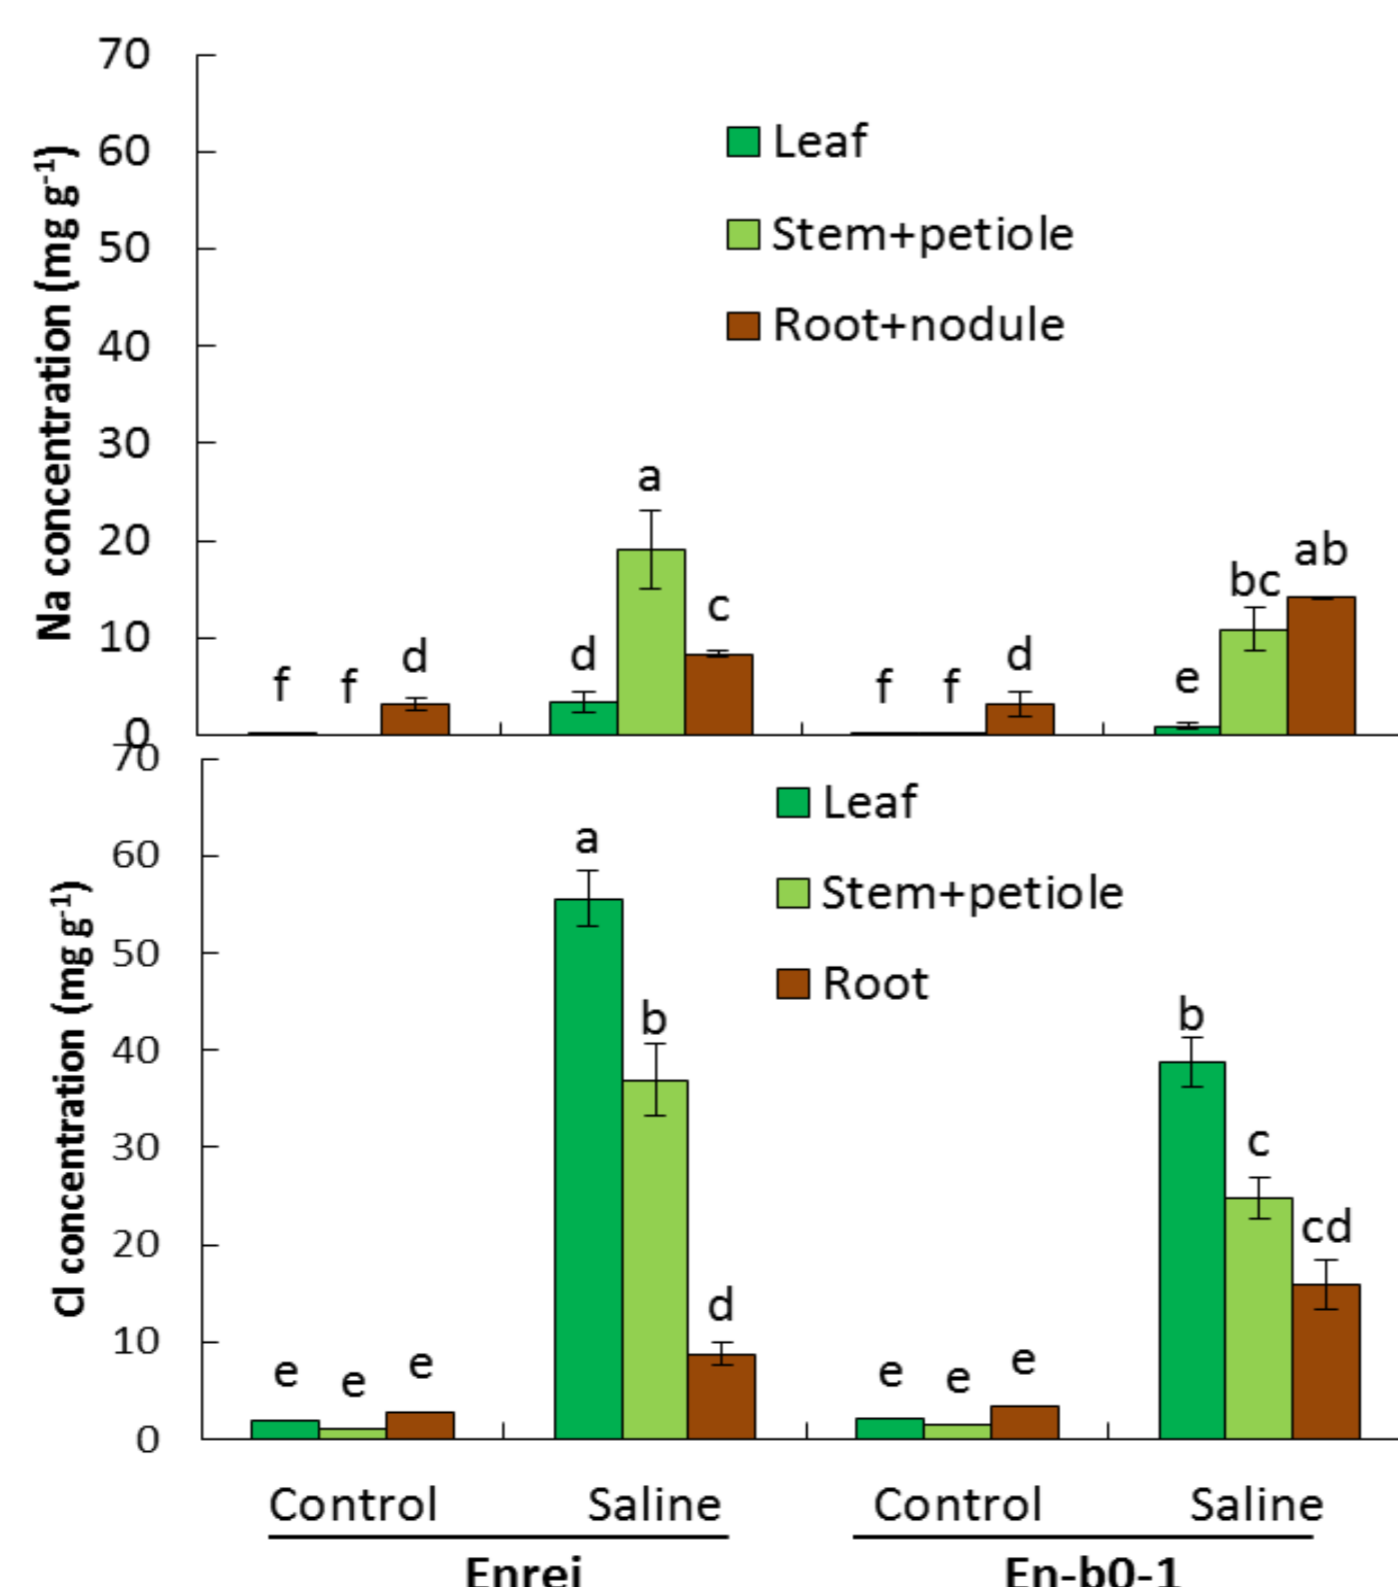 Na concentration (mg g-1)
70
60
50
40
30
20
10
0
Leaf
Stem+petiole
Root+nodule
f f d
d a c
f f d
e bc ab
Cl concentration (mg g-1)
70
60
50
40
30
20
10
0
Leaf
Stem+petiole
Root
e e e
a b d
e e e
b c cd
Control Saline Control Saline
Enrei En-b0-1